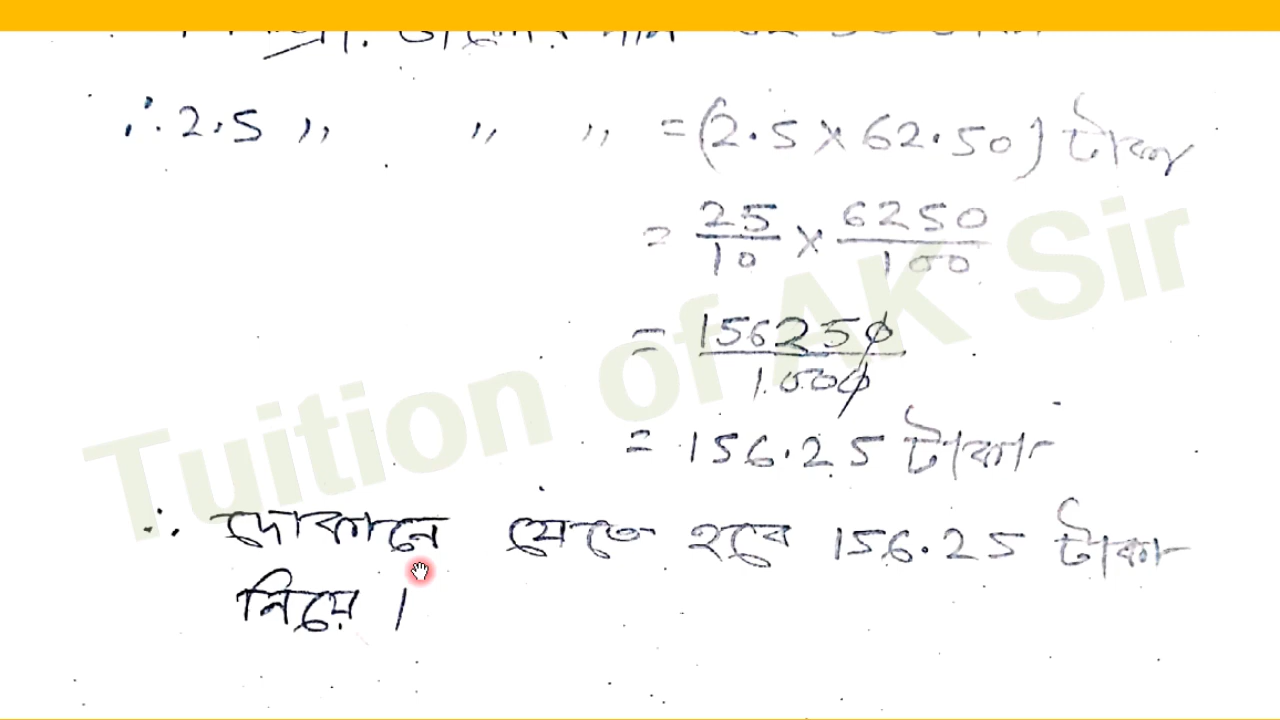 ∴ 2.5 ,, ,, ,, = (2.5 × 62.50) টাকা
= 25/10 × 6250/100
= 156250/1000
= 156.25 টাকা
∴ দোকানে যেতে হবে 156.25 টাকা
নিয়ে।
Tuition of AK Sir